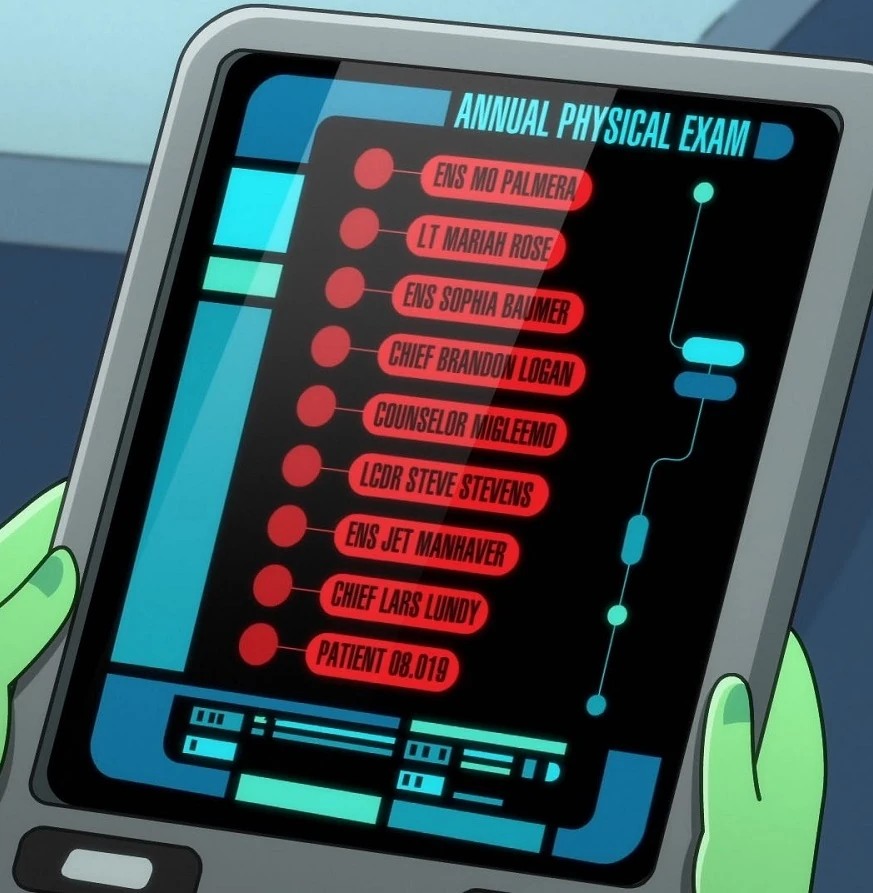 ANNUAL PHYSICAL EXAM
ENS MO PALMERA
LT MARIAH ROSE
ENS SOPHIA BAUMER
CHIEF BRANDON LOGAN
COUNSELOR MIGLEEMO
LCDR STEVE STEVENS
ENS JET MANHAVER
CHIEF LARS LUNDY
PATIENT 08.019